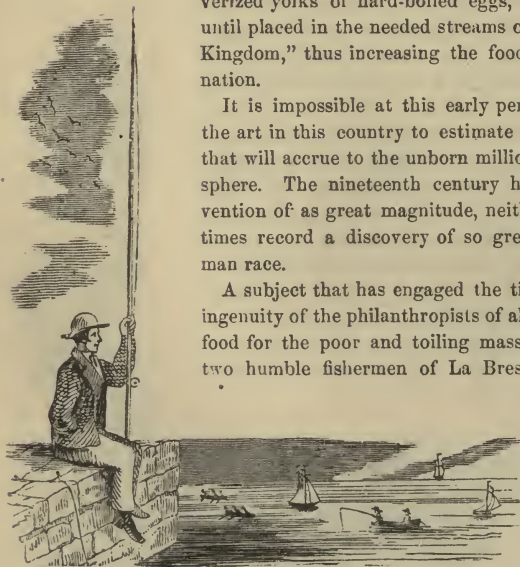 verized yolks of hard-boiled eggs,
until placed in the needed streams o
Kingdom,” thus increasing the food
nation.
It is impossible at this early per
the art in this country to estimate
that will accrue to the unborn millio
sphere. The nineteenth century h
vention of as great magnitude, neit
times record a discovery of so gre
man race.
A subject that has engaged the ti
ingenuity of the philanthropists of al
food for the poor and toiling mass
two humble fishermen of La Bres